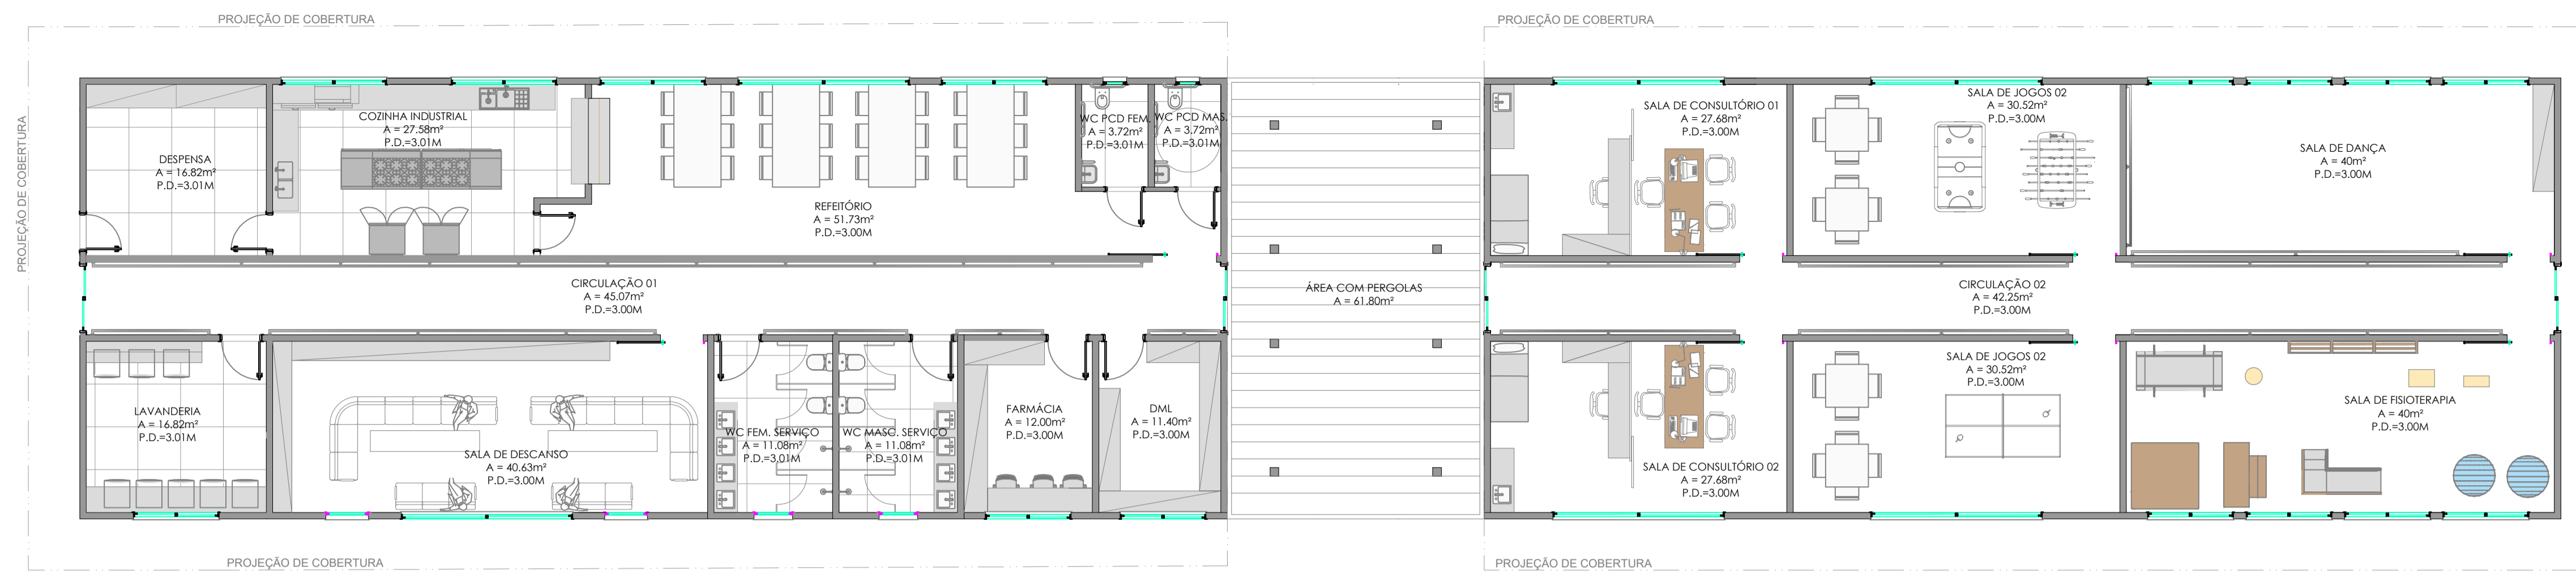 PROJEÇÃO DE COBERTURA
PROJEÇÃO DE COBERTURA
PROJEÇÃO DE COBERTURA
DESPENSA
A = 16.82m²
P.D.=3.01M
COZINHA INDUSTRIAL
A = 27.58m²
P.D.=3.01M
REFEITÓRIO
A = 51.73m²
P.D.=3.00M
WC PCD FEM.
A = 3.72m²
P.D.=3.01M
WC PCD MAS.
A = 3.72m²
P.D.=3.01M
SALA DE CONSULTÓRIO 01
A = 27.68m²
P.D.=3.00M
SALA DE JOGOS 02
A = 30.52m²
P.D.=3.00M
SALA DE DANÇA
A = 40m²
P.D.=3.00M
CIRCULAÇÃO 01
A = 45.07m²
P.D.=3.00M
ÁREA COM PERGOLAS
A = 61.80m²
CIRCULAÇÃO 02
A = 42.25m²
P.D.=3.00M
LAVANDERIA
A = 16.82m²
P.D.=3.01M
SALA DE DESCANSO
A = 40.63m²
P.D.=3.00M
WC FEM. SERVIÇO
A = 11.08m²
P.D.=3.01M
WC MASC. SERVIÇO
A = 11.08m²
P.D.=3.01M
FARMÁCIA
A = 12.00m²
P.D.=3.00M
DML
A = 11.40m²
P.D.=3.00M
SALA DE CONSULTÓRIO 02
A = 27.68m²
P.D.=3.00M
SALA DE JOGOS 02
A = 30.52m²
P.D.=3.00M
SALA DE FISIOTERAPIA
A = 40m²
P.D.=3.00M
PROJEÇÃO DE COBERTURA
PROJEÇÃO DE COBERTURA